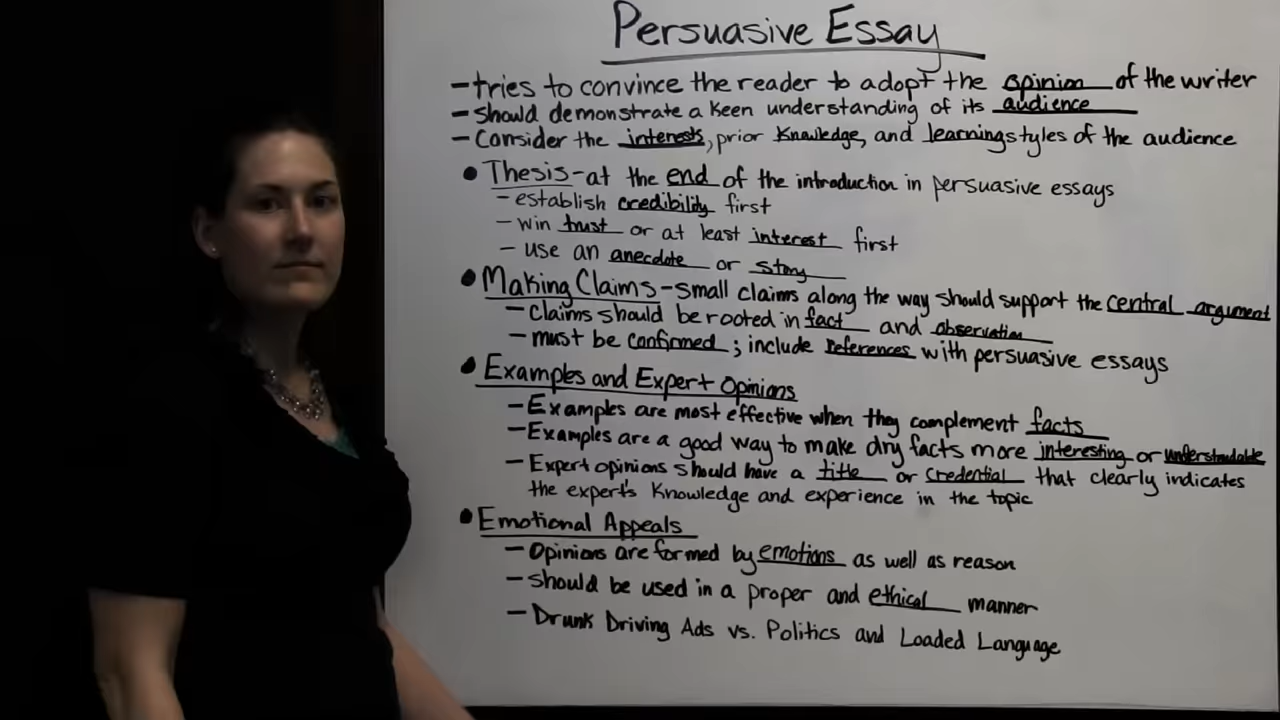 Persuasive Essay
- tries to convince the reader to adopt the opinion of the writer
- should demonstrate a keen understanding of its audience
- Consider the interests, prior knowledge, and learning styles of the audience
• Thesis - at the end of the introduction in persuasive essays
- establish credibility first
- win trust or at least interest first
- use an anecdote or story
• Making Claims - small claims along the way should support the central argument
- Claims should be rooted in fact and observation
- must be confirmed; include references with persuasive essays
• Examples and Expert Opinions
- Examples are most effective when they complement facts
- Examples are a good way to make dry facts more interesting or understandable
- Expert opinions should have a title or credential that clearly indicates
the expert's knowledge and experience in the topic
• Emotional Appeals
- Opinions are formed by emotions as well as reason
- should be used in a proper and ethical manner
- Drunk Driving Ads vs. Politics and Loaded Language